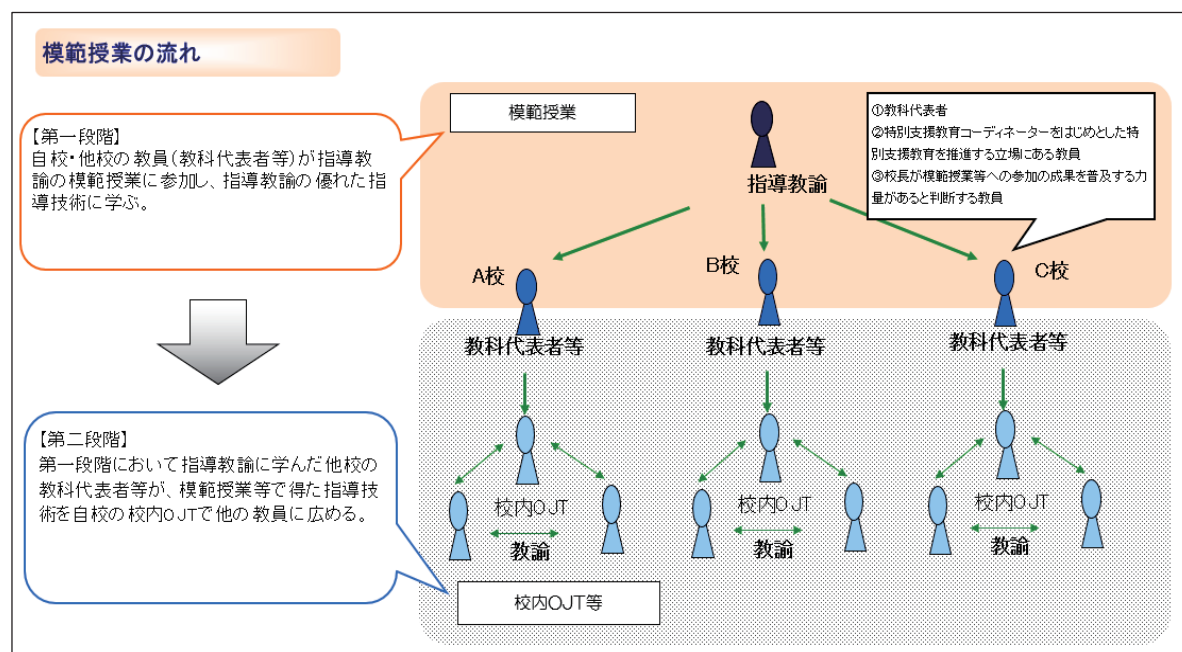 模範授業の流れ
【第一段階】
自校・他校の教員(教科代表者等)が指導教
諭の模範授業に参加し、指導教諭の優れた指
導技術に学ぶ。
模範授業
指導教諭
①教科代表者
②特別支援教育コーディネーターをはじめとした特
別支援教育を推進する立場にある教員
③校長が模範授業等への参加の成果を普及する力
量があると判断する教員
A校
B校
C校
教科代表者等
教科代表者等
教科代表者等
【第二段階】
第一段階において指導教諭に学んだ他校の
教科代表者等が、模範授業等で得た指導技
術を自校の校内OJTで他の教員に広める。
校内OJT
教諭
校内OJT
教諭
校内OJT
教諭
校内OJT等